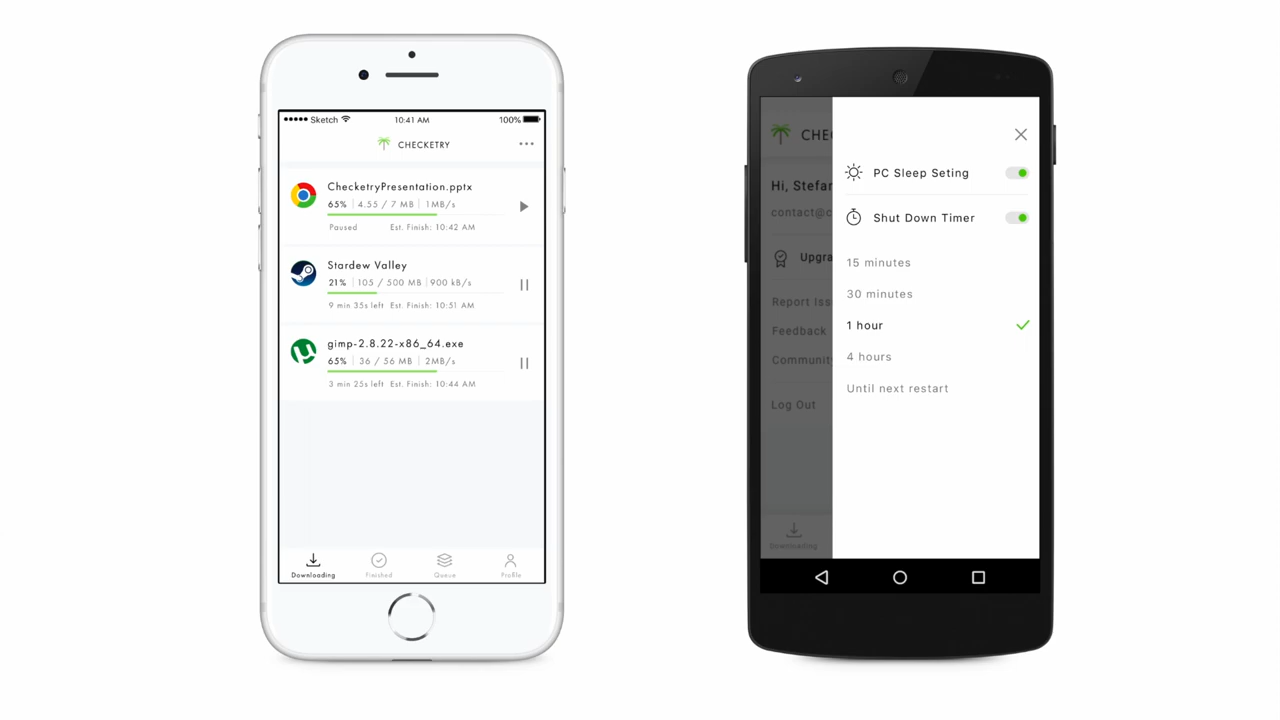 Sketch
10:41 AM
100%
CHECKETRY
ChecketryPresentation.pptx
65% | 4.55 / 7 MB | 1MB/s
Paused Est. Finish: 10:42 AM
Stardew Valley
21% | 105 / 500 MB | 900 kB/s
9 min 35s left Est. Finish: 10:51 AM
gimp-2.8.22-x86_64.exe
65% | 36 / 56 MB | 2MB/s
3 min 25s left Est. Finish: 10:44 AM
Downloading Finished Queue Profile
CHE
Hi, Stefan
contact@c
Upgra
Report Iss
Feedback
Community
Log Out
Downloading
PC Sleep Seting
Shut Down Timer
15 minutes
30 minutes
1 hour
4 hours
Until next restart